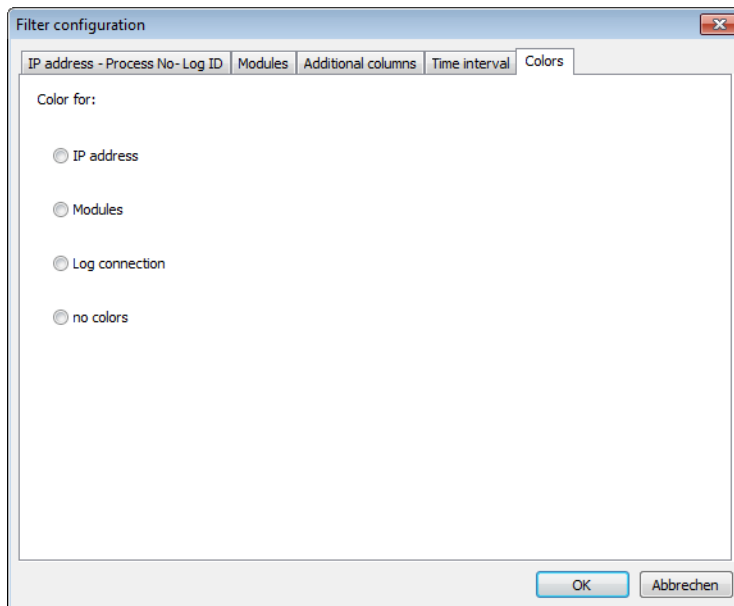 Filter configuration
IP address - Process No- Log ID Modules Additional columns Time interval Colors
Color for:
IP address
Modules
Log connection
no colors
OK Abbrechen